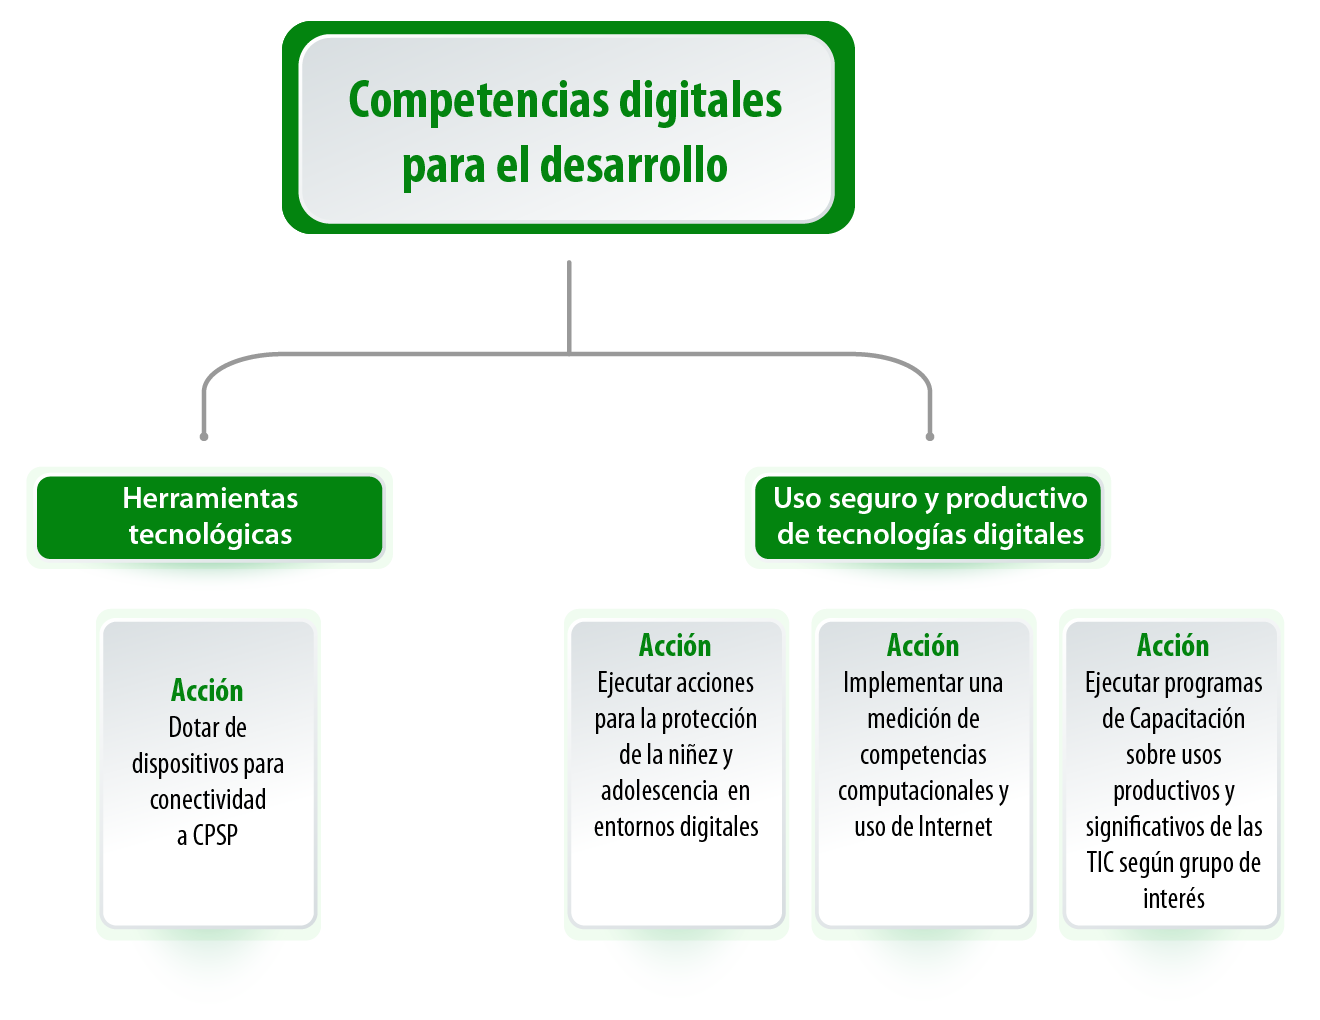 Competencias digitales
para el desarrollo
Herramientas
tecnológicas
Uso seguro y productivo
de tecnologías digitales
Acción
Dotar de
dispositivos para
conectividad
a CPSP
Acción
Ejecutar acciones
para la protección
de la niñez y
adolescencia en
entornos digitales
Acción
Implementar una
medición de
competencias
computacionales y
uso de Internet
Acción
Ejecutar programas
de Capacitación
sobre usos
productivos y
significativos de las
TIC según grupo de
interés